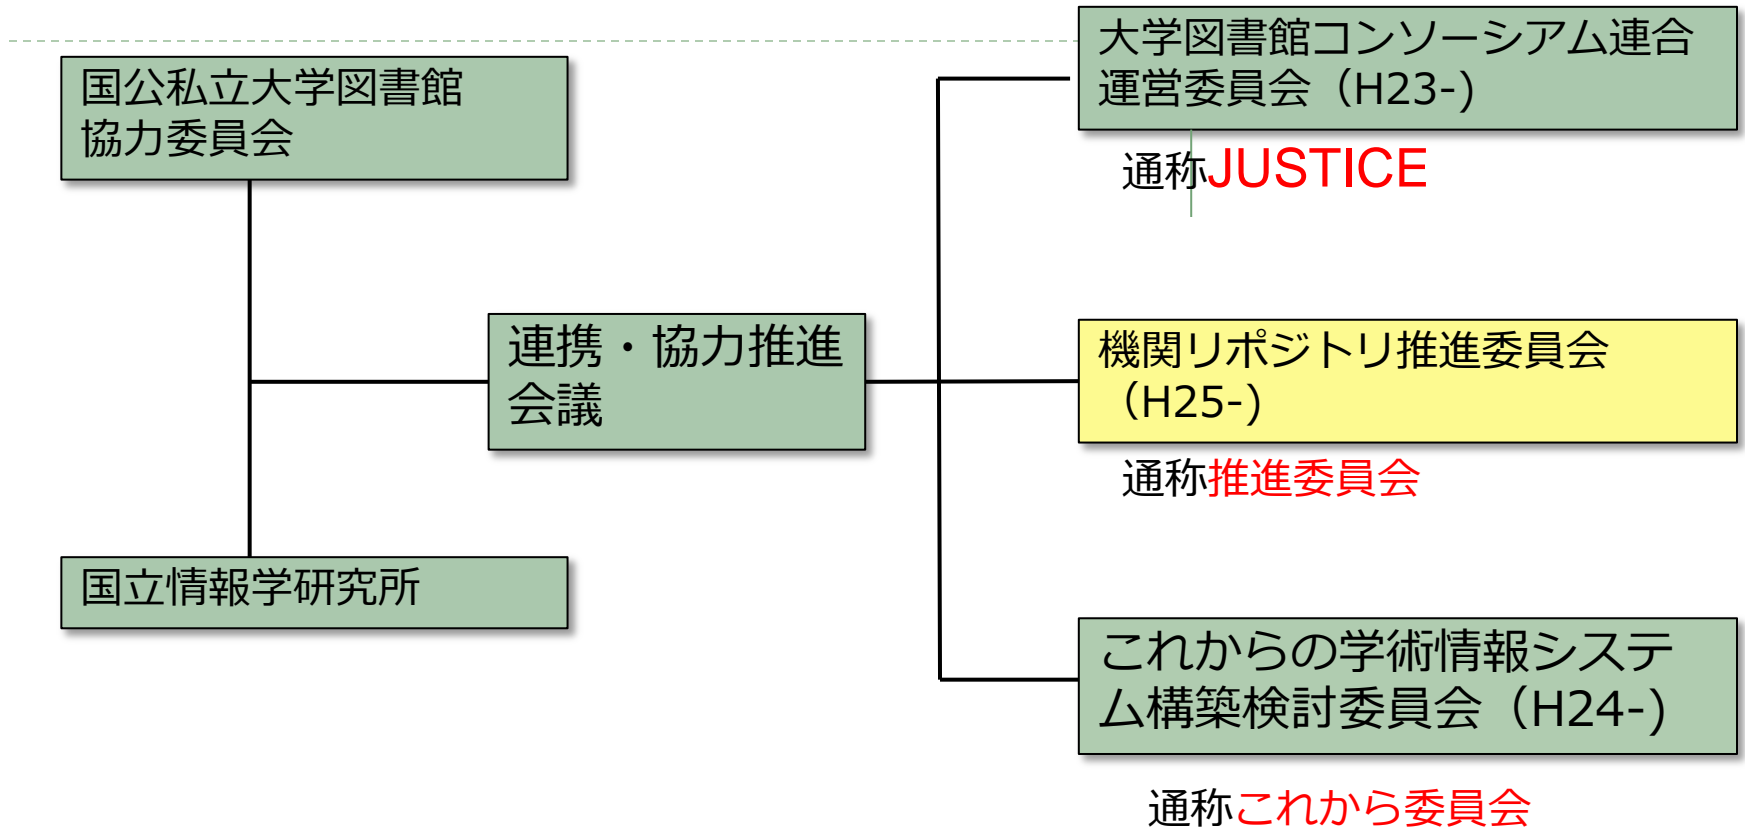 国公私立大学図書館
協力委員会
国立情報学研究所
連携・協力推進
会議
大学図書館コンソーシアム連合
運営委員会（H23-)
通称JUSTICE
機関リポジトリ推進委員会
（H25-)
通称推進委員会
これからの学術情報システ
ム構築検討委員会（H24-)
通称これから委員会